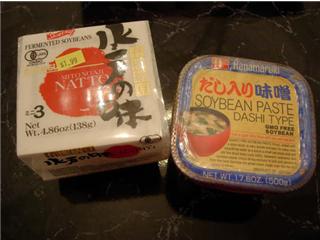 FERMENTED SOYBEANS
$1.99
MITO NO AJI
NATTO
水戸の味
3
Net
Wt. 4.86oz (138g)
Hanamaruki
だし入り味噌
SOYBEAN PASTE
DASHI TYPE
GMO FREE
SOYBEAN
NET WT. 17.6OZ. (500g)